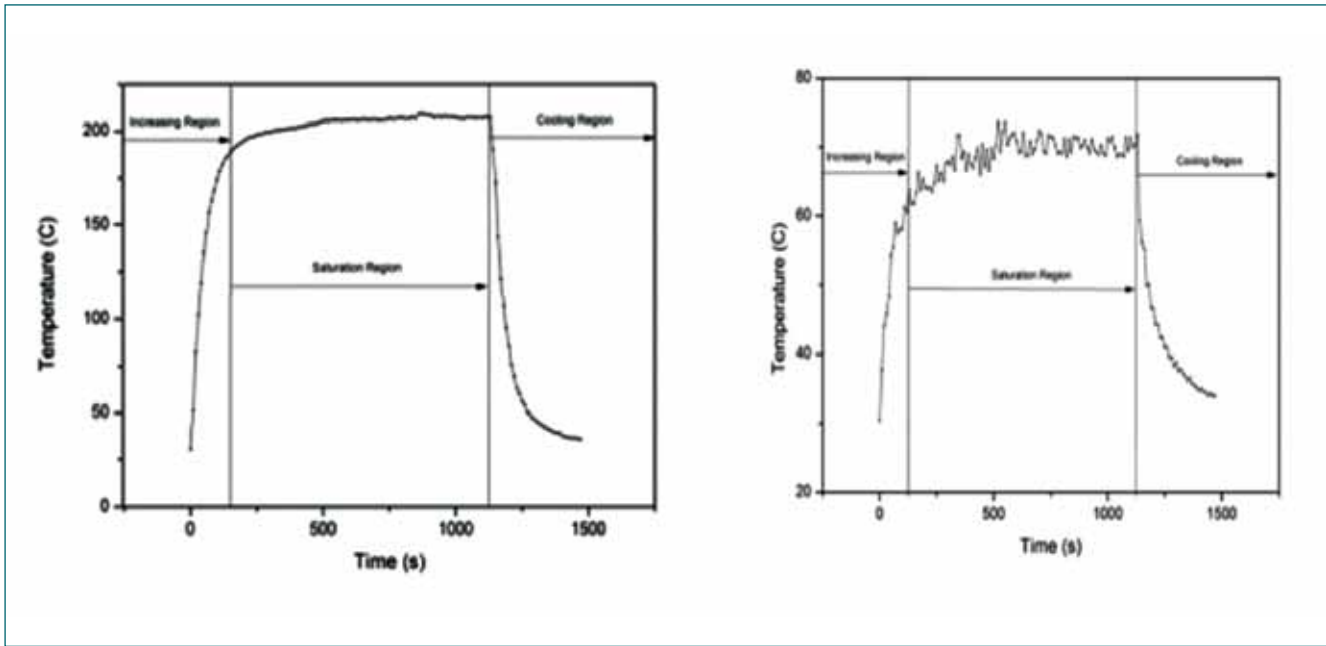 200
150
100
50
0
Temperature (C)
Increasing Region
Cooling Region
Saturation Region
0 500 1000 1500
Time (s)
80
60
40
20
Temperature (C)
Increasing Region
Cooling Region
Saturation Region
0 500 1000 1500
Time (s)